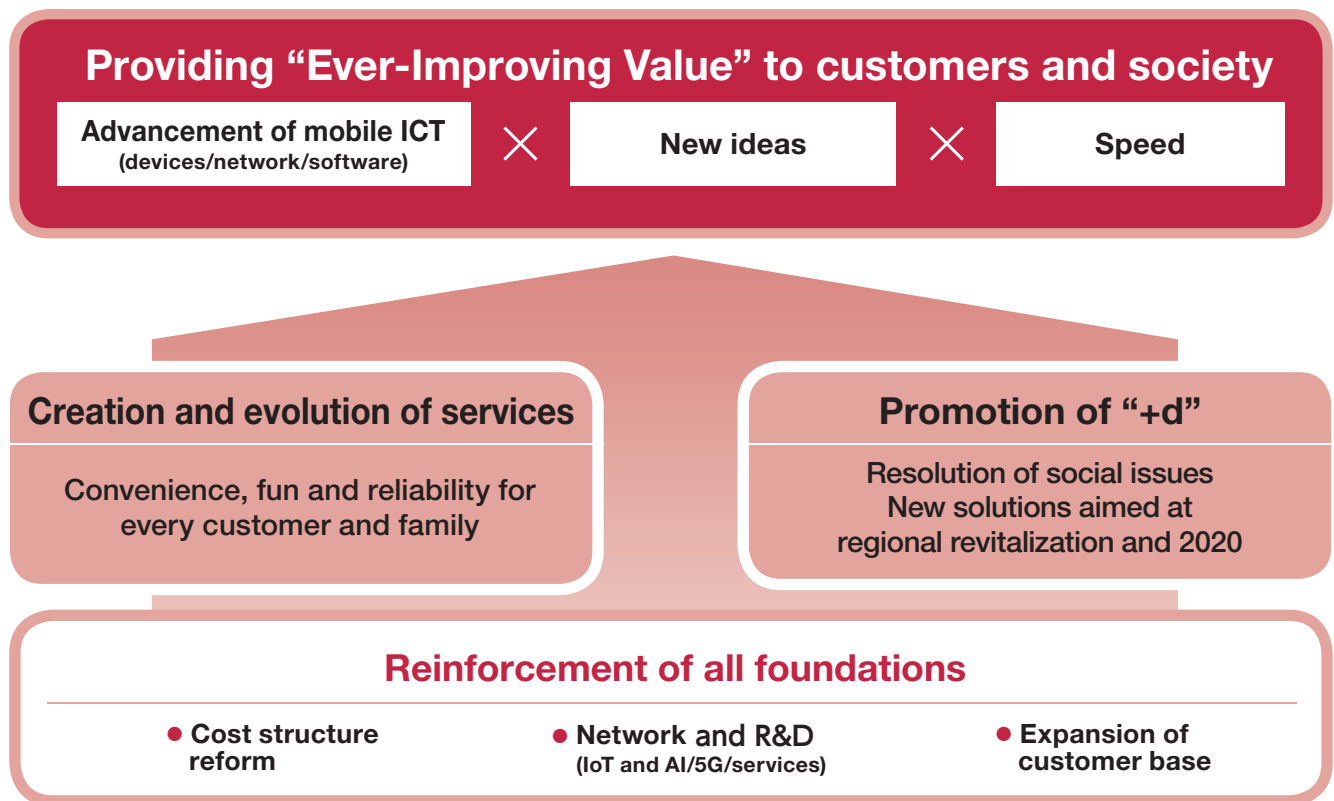 Providing “Ever-Improving Value” to customers and society
Advancement of mobile ICT
(devices/network/software)
×
New ideas
×
Speed
Creation and evolution of services
Convenience, fun and reliability for
every customer and family
Promotion of “+d”
Resolution of social issues
New solutions aimed at
regional revitalization and 2020
Reinforcement of all foundations
● Cost structure
reform
● Network and R&D
(IoT and AI/5G/services)
● Expansion of
customer base